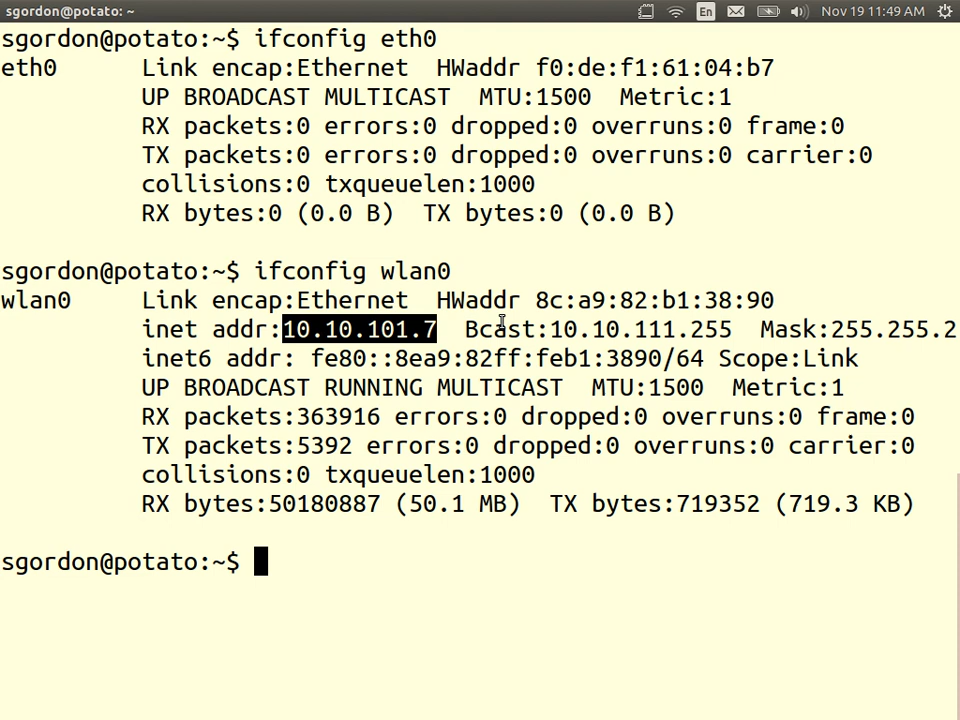 sgordon@potato: ~ En Nov 19 11:49 AM
sgordon@potato:~$ ifconfig eth0
eth0      Link encap:Ethernet  HWaddr f0:de:f1:61:04:b7
          UP BROADCAST MULTICAST  MTU:1500  Metric:1
          RX packets:0 errors:0 dropped:0 overruns:0 frame:0
          TX packets:0 errors:0 dropped:0 overruns:0 carrier:0
          collisions:0 txqueuelen:1000
          RX bytes:0 (0.0 B)  TX bytes:0 (0.0 B)
sgordon@potato:~$ ifconfig wlan0
wlan0     Link encap:Ethernet  HWaddr 8c:a9:82:b1:38:90
          inet addr:10.10.101.7  Bcast:10.10.111.255  Mask:255.255.2
          inet6 addr: fe80::8ea9:82ff:feb1:3890/64 Scope:Link
          UP BROADCAST RUNNING MULTICAST  MTU:1500  Metric:1
          RX packets:363916 errors:0 dropped:0 overruns:0 frame:0
          TX packets:5392 errors:0 dropped:0 overruns:0 carrier:0
          collisions:0 txqueuelen:1000
          RX bytes:50180887 (50.1 MB)  TX bytes:719352 (719.3 KB)
sgordon@potato:~$